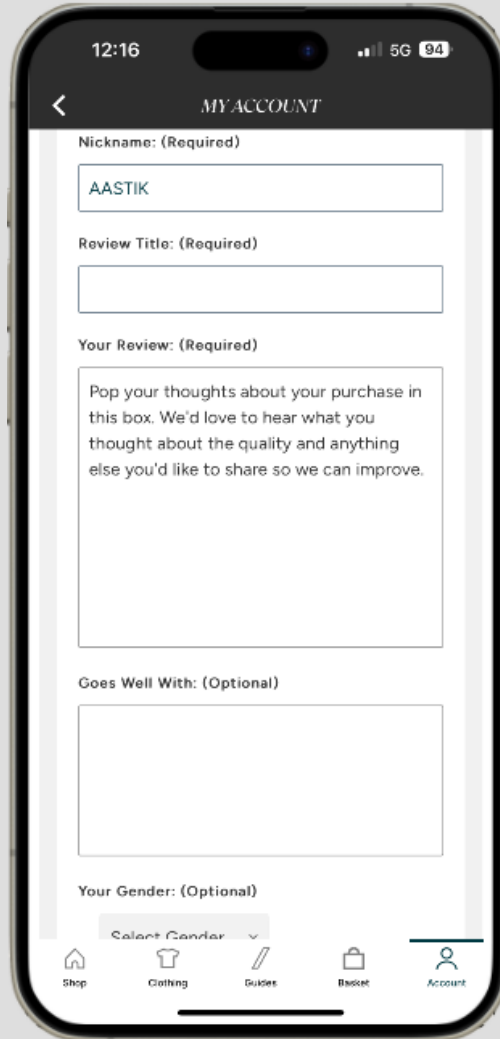 12:16
5G 94
MY ACCOUNT
Nickname: (Required)
AASTIK
Review Title: (Required)
Your Review: (Required)
Pop your thoughts about your purchase in
this box. We'd love to hear what you
thought about the quality and anything
else you'd like to share so we can improve.
Goes Well With: (Optional)
Your Gender: (Optional)
Select Gender
Shop Clothing Guides Basket Account